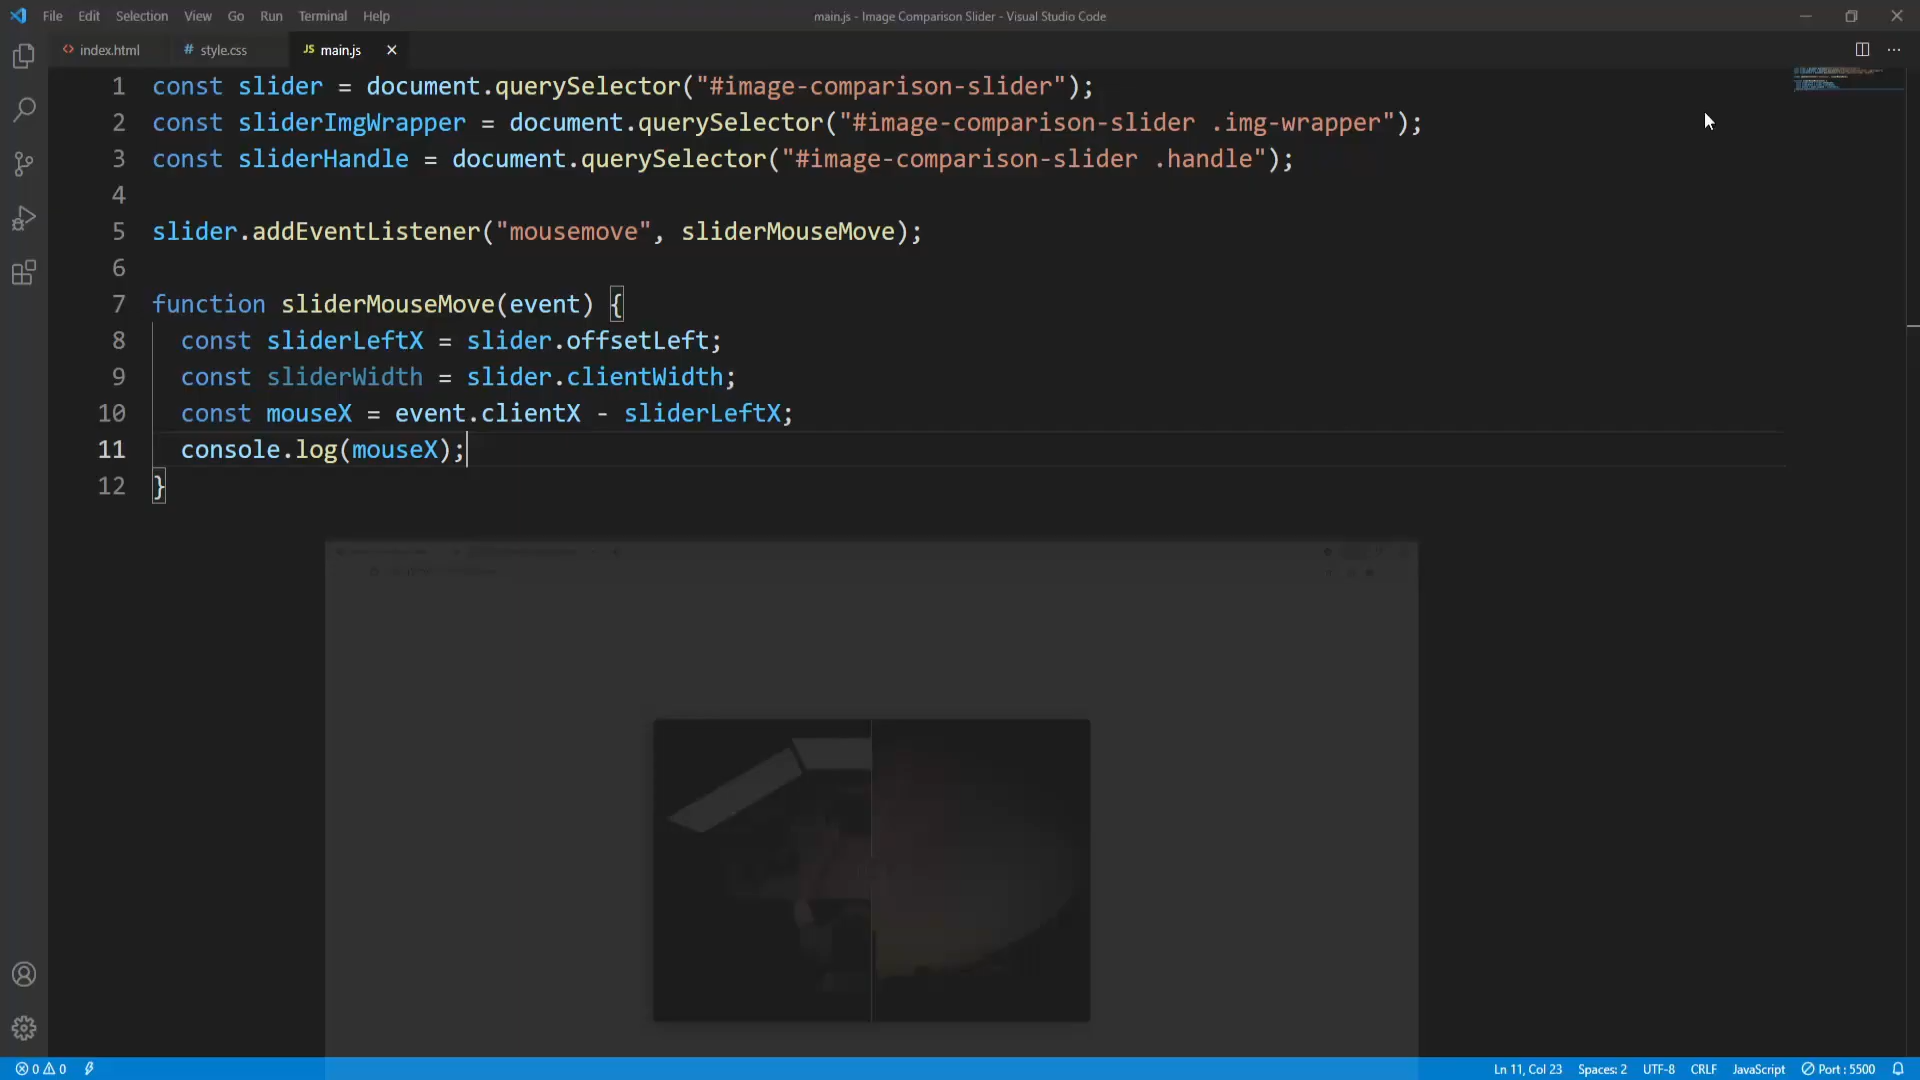 File Edit Selection View Go Run Terminal Help
main.js - Image Comparison Slider - Visual Studio Code
index.html
# style.css
JS main.js
1 const slider = document.querySelector("#image-comparison-slider");
2 const sliderImgWrapper = document.querySelector("#image-comparison-slider .img-wrapper");
3 const sliderHandle = document.querySelector("#image-comparison-slider .handle");
4
5 slider.addEventListener("mousemove", sliderMouseMove);
6
7 function sliderMouseMove(event) {
8 const sliderLeftX = slider.offsetLeft;
9 const sliderWidth = slider.clientWidth;
10 const mouseX = event.clientX - sliderLeftX;
11 console.log(mouseX);
12 }
0 0
Ln 11, Col 23 Spaces: 2 UTF-8 CRLF JavaScript Port : 5500